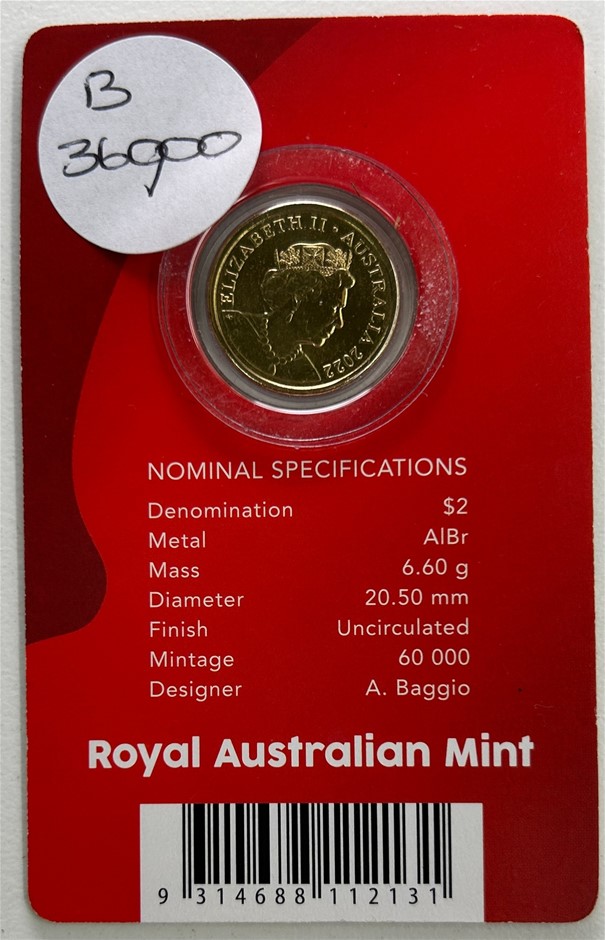 B
36000
ELIZABETH II • AUSTRALIA 2022
NOMINAL SPECIFICATIONS
Denomination $2
Metal AlBr
Mass 6.60 g
Diameter 20.50 mm
Finish Uncirculated
Mintage 60 000
Designer A. Baggio
Royal Australian Mint
9 314688 112131